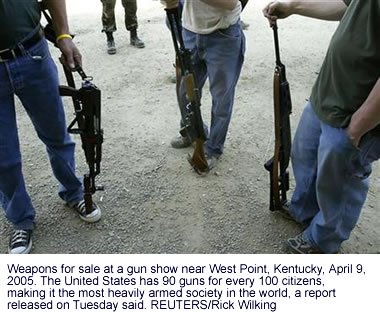 Weapons for sale at a gun show near West Point, Kentucky, April 9,
2005. The United States has 90 guns for every 100 citizens,
making it the most heavily armed society in the world, a report
released on Tuesday said. REUTERS/Rick Wilking